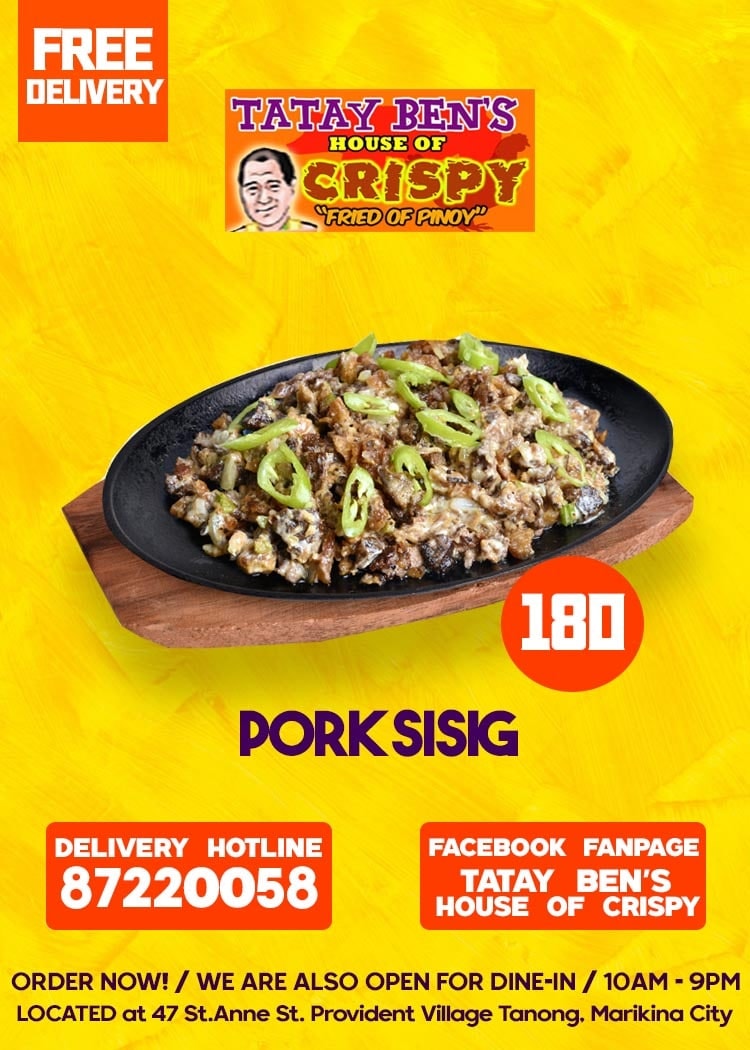 FREE
DELIVERY
TATAY BEN'S
HOUSE OF
CRISPY
"FRIED OF PINOY"
180
PORK SISIG
DELIVERY HOTLINE
87220058
FACEBOOK FANPAGE
TATAY BEN'S
HOUSE OF CRISPY
ORDER NOW! / WE ARE ALSO OPEN FOR DINE-IN / 10AM - 9PM
LOCATED at 47 St.Anne St. Provident Village Tanong, Marikina City